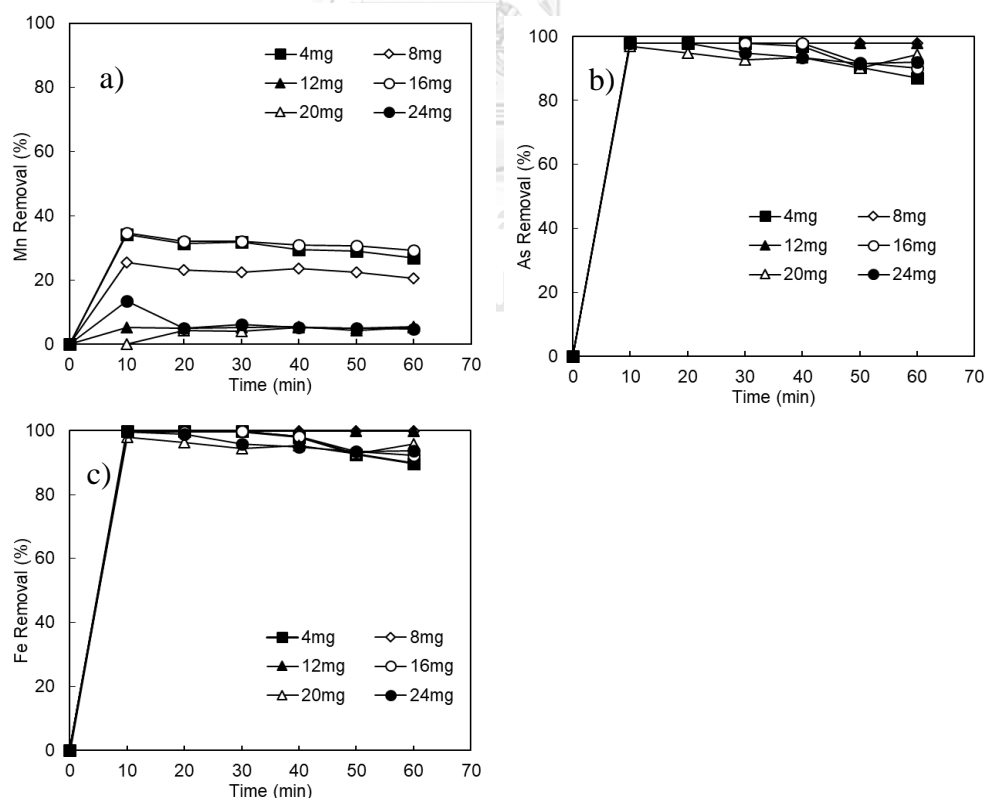 a)
Mn Removal (%)
100
80
60
40
20
0
4mg 8mg
12mg 16mg
20mg 24mg
0 10 20 30 40 50 60 70
Time (min)
b)
As Removal (%)
100
80
60
40
20
0
4mg 8mg
12mg 16mg
20mg 24mg
0 10 20 30 40 50 60 70
Time (min)
c)
Fe Removal (%)
100
80
60
40
20
0
4mg 8mg
12mg 16mg
20mg 24mg
0 10 20 30 40 50 60 70
Time (min)